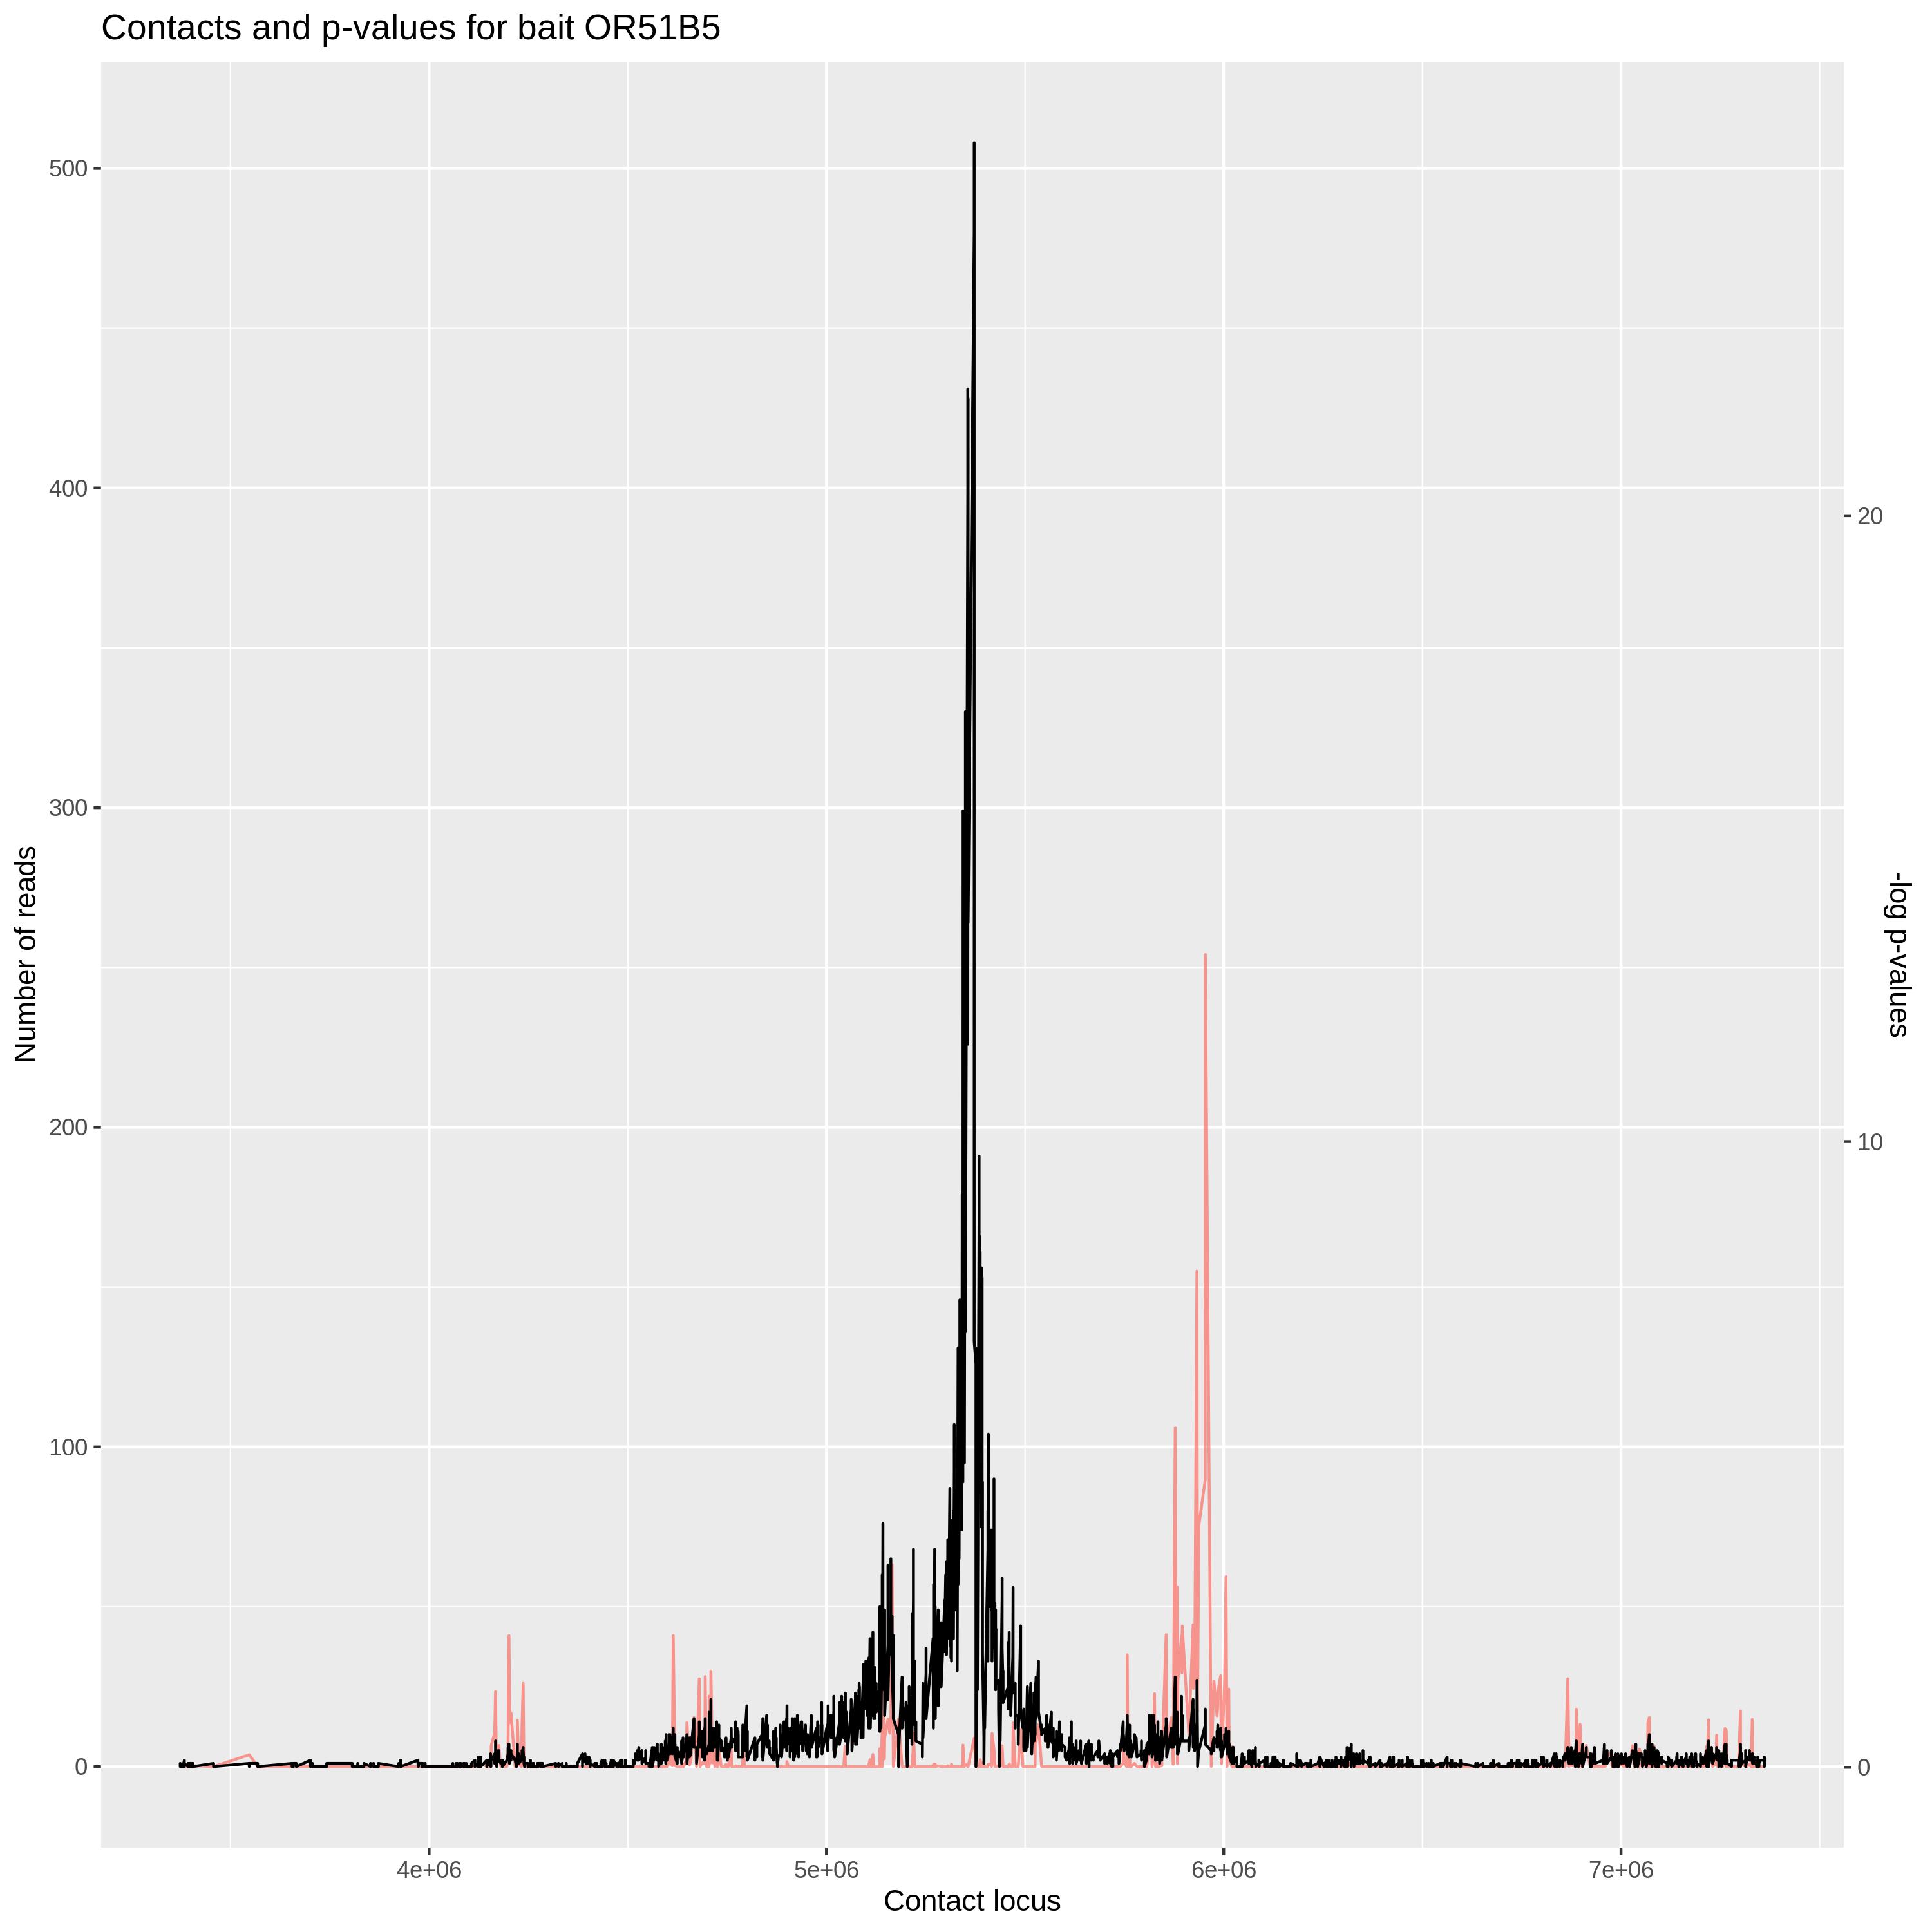 Contacts and p-values for bait OR51B5
500
400
300
200
100
0
Number of reads
20
10
0
-log p-values
4e+06
5e+06
6e+06
7e+06
Contact locus